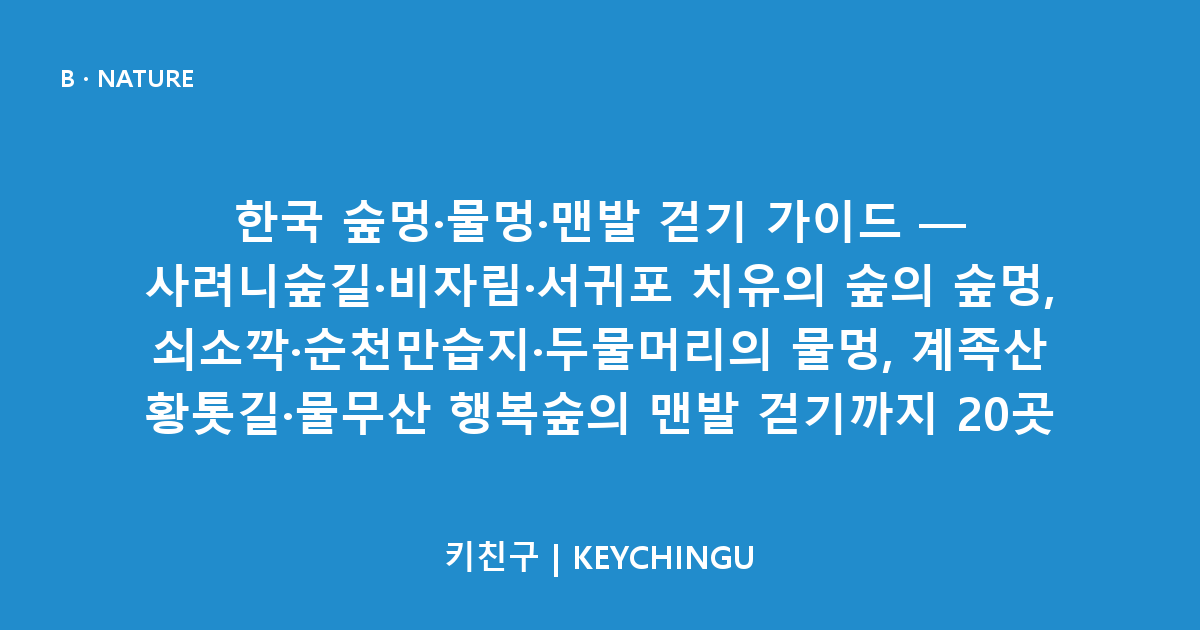 B · NATURE
한국 숲멍·물멍·맨발 걷기 가이드 —
사려니숲길·비자림·서귀포 치유의 숲의 숲멍,
쇠소깍·순천만습지·두물머리의 물멍, 계족산
황톳길·물무산 행복숲의 맨발 걷기까지 20곳
키친구 | KEYCHINGU